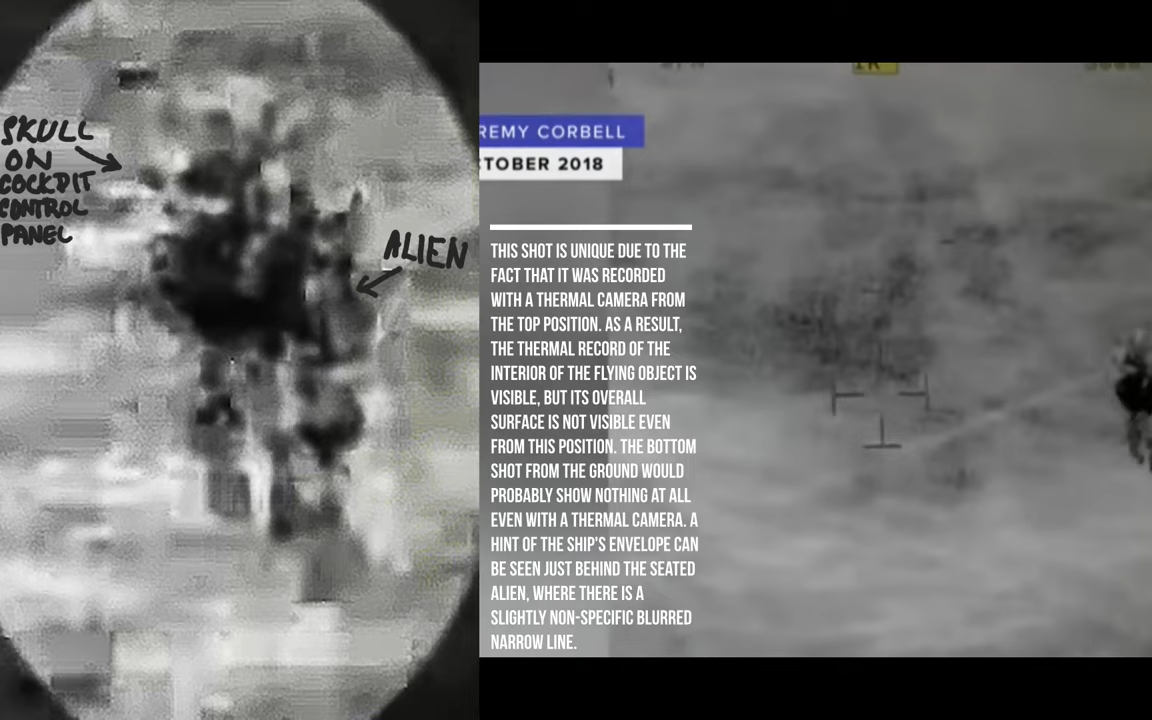 SKULL
ON
COCKPIT
CONTROL
PANEL
ALIEN
REMY CORBELL
TOBER 2018
IR
THIS SHOT IS UNIQUE DUE TO THE
FACT THAT IT WAS RECORDED
WITH A THERMAL CAMERA FROM
THE TOP POSITION. AS A RESULT,
THE THERMAL RECORD OF THE
INTERIOR OF THE FLYING OBJECT IS
VISIBLE, BUT ITS OVERALL
SURFACE IS NOT VISIBLE EVEN
FROM THIS POSITION. THE BOTTOM
SHOT FROM THE GROUND WOULD
PROBABLY SHOW NOTHING AT ALL
EVEN WITH A THERMAL CAMERA. A
HINT OF THE SHIP'S ENVELOPE CAN
BE SEEN JUST BEHIND THE SEATED
ALIEN, WHERE THERE IS A
SLIGHTLY NON-SPECIFIC BLURRED
NARROW LINE.